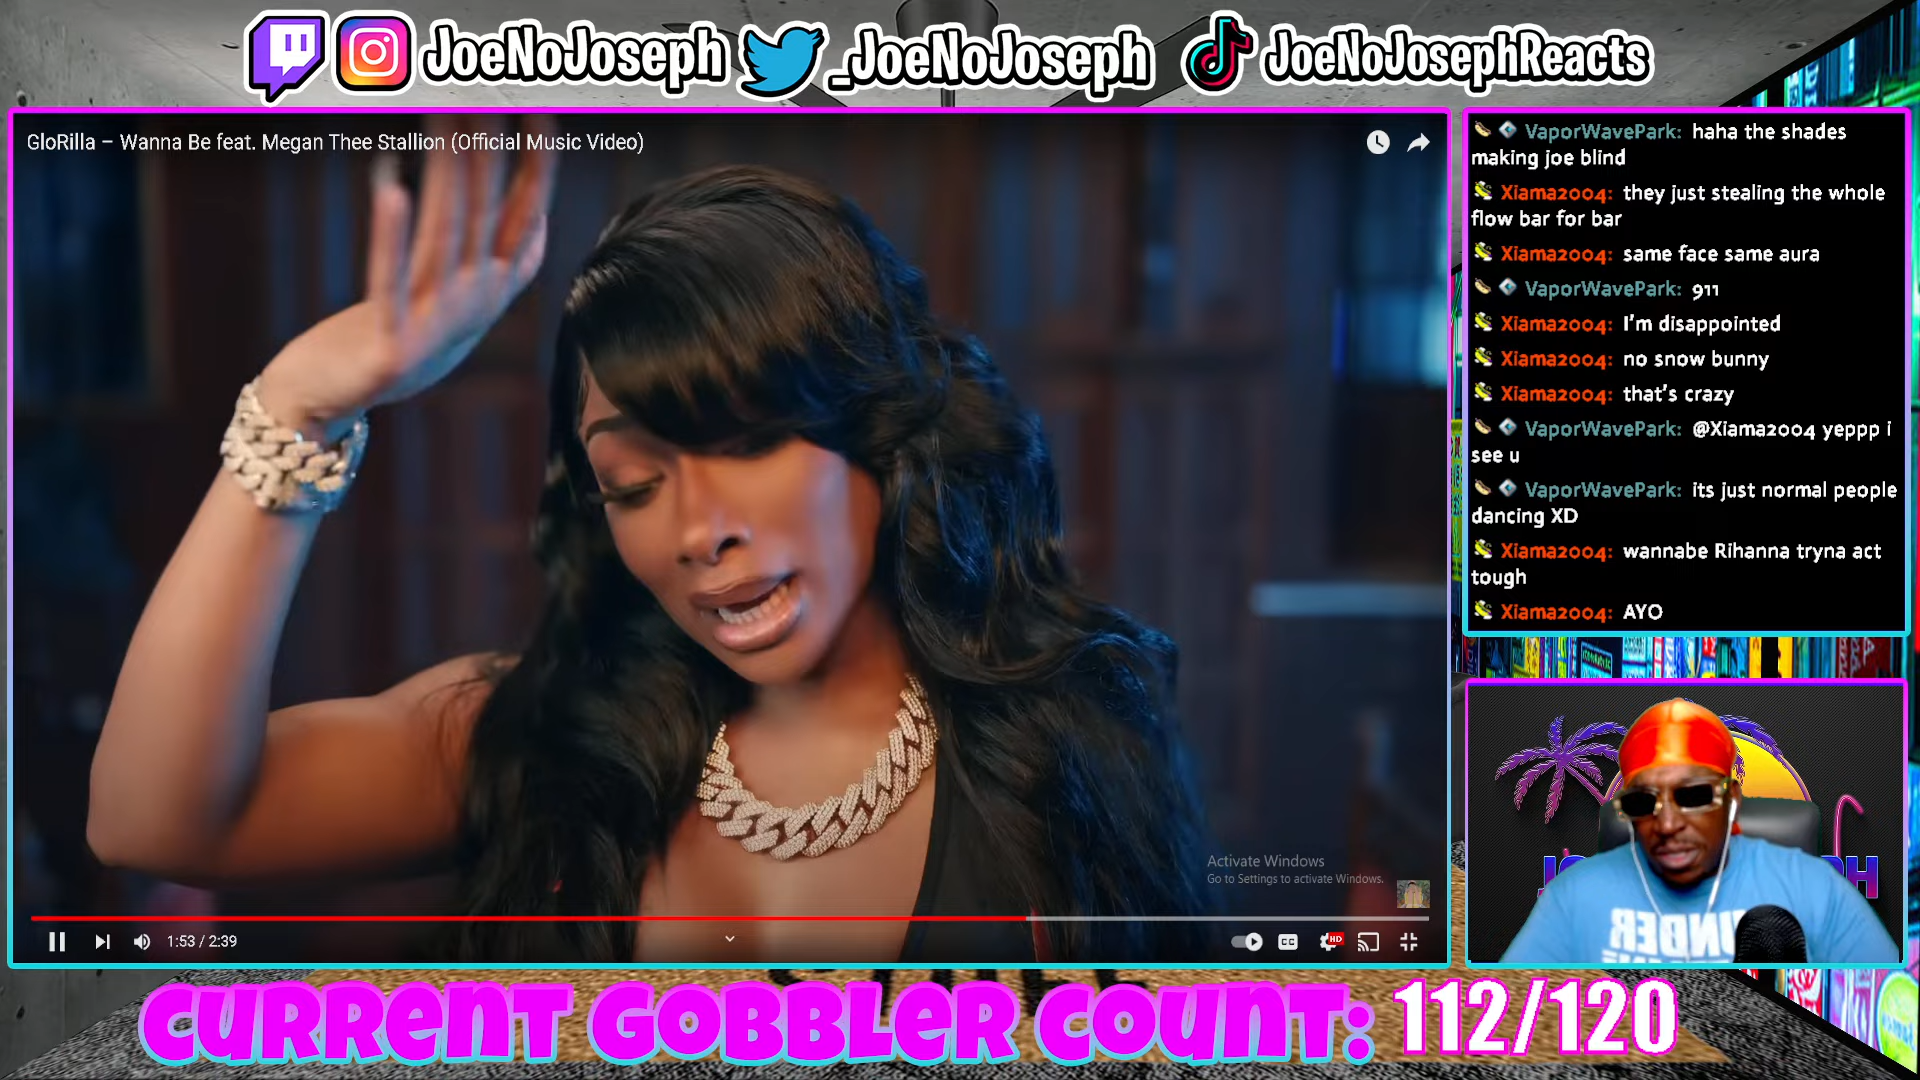 JoeNoJoseph _JoeNoJoseph JoeNoJosephReacts
GloRilla – Wanna Be feat. Megan Thee Stallion (Official Music Video)
VaporWavePark: haha the shades
making joe blind
Xiama2004: they just stealing the whole
flow bar for bar
Xiama2004: same face same aura
VaporWavePark: 911
Xiama2004: I'm disappointed
Xiama2004: no snow bunny
Xiama2004: that's crazy
VaporWavePark: @Xiama2004 yeppp i
see u
VaporWavePark: its just normal people
dancing XD
Xiama2004: wannabe Rihanna tryna act
tough
Xiama2004: AYO
Activate Windows
Go to Settings to activate Windows.
1:53 / 2:39
CC
HD
CURRENT GOBBLER COUNT: 112/120